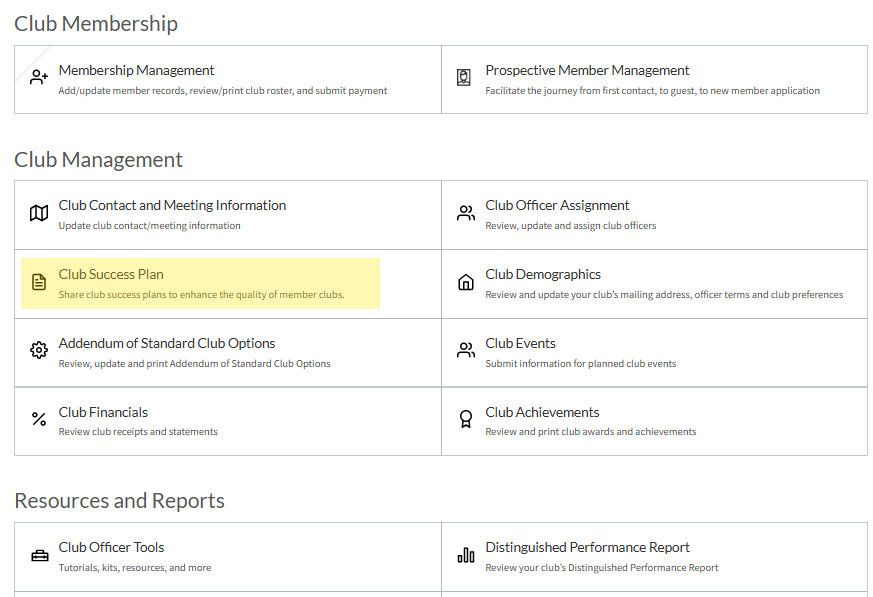 Club Membership
Membership Management
Add/update member records, review/print club roster, and submit payment
Prospective Member Management
Facilitate the journey from first contact, to guest, to new member application
Club Management
Club Contact and Meeting Information
Update club contact/meeting information
Club Officer Assignment
Review, update and assign club officers
Club Success Plan
Share club success plans to enhance the quality of member clubs.
Club Demographics
Review and update your club's mailing address, officer terms and club preferences
Addendum of Standard Club Options
Review, update and print Addendum of Standard Club Options
Club Events
Submit information for planned club events
Club Financials
Review club receipts and statements
Club Achievements
Review and print club awards and achievements
Resources and Reports
Club Officer Tools
Tutorials, kits, resources, and more
Distinguished Performance Report
Review your club's Distinguished Performance Report